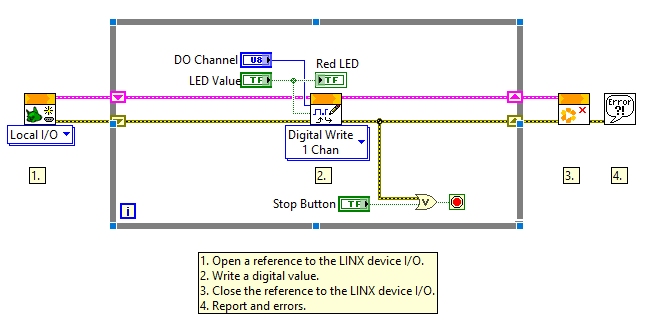 DO Channel
U8
Red LED
LED Value
TF
TF
Local I/O
Digital Write
1 Chan
Error
?!
1.
2.
3.
4.
Stop Button
TF
V
i
1. Open a reference to the LINX device I/O.
2. Write a digital value.
3. Close the reference to the LINX device I/O.
4. Report and errors.